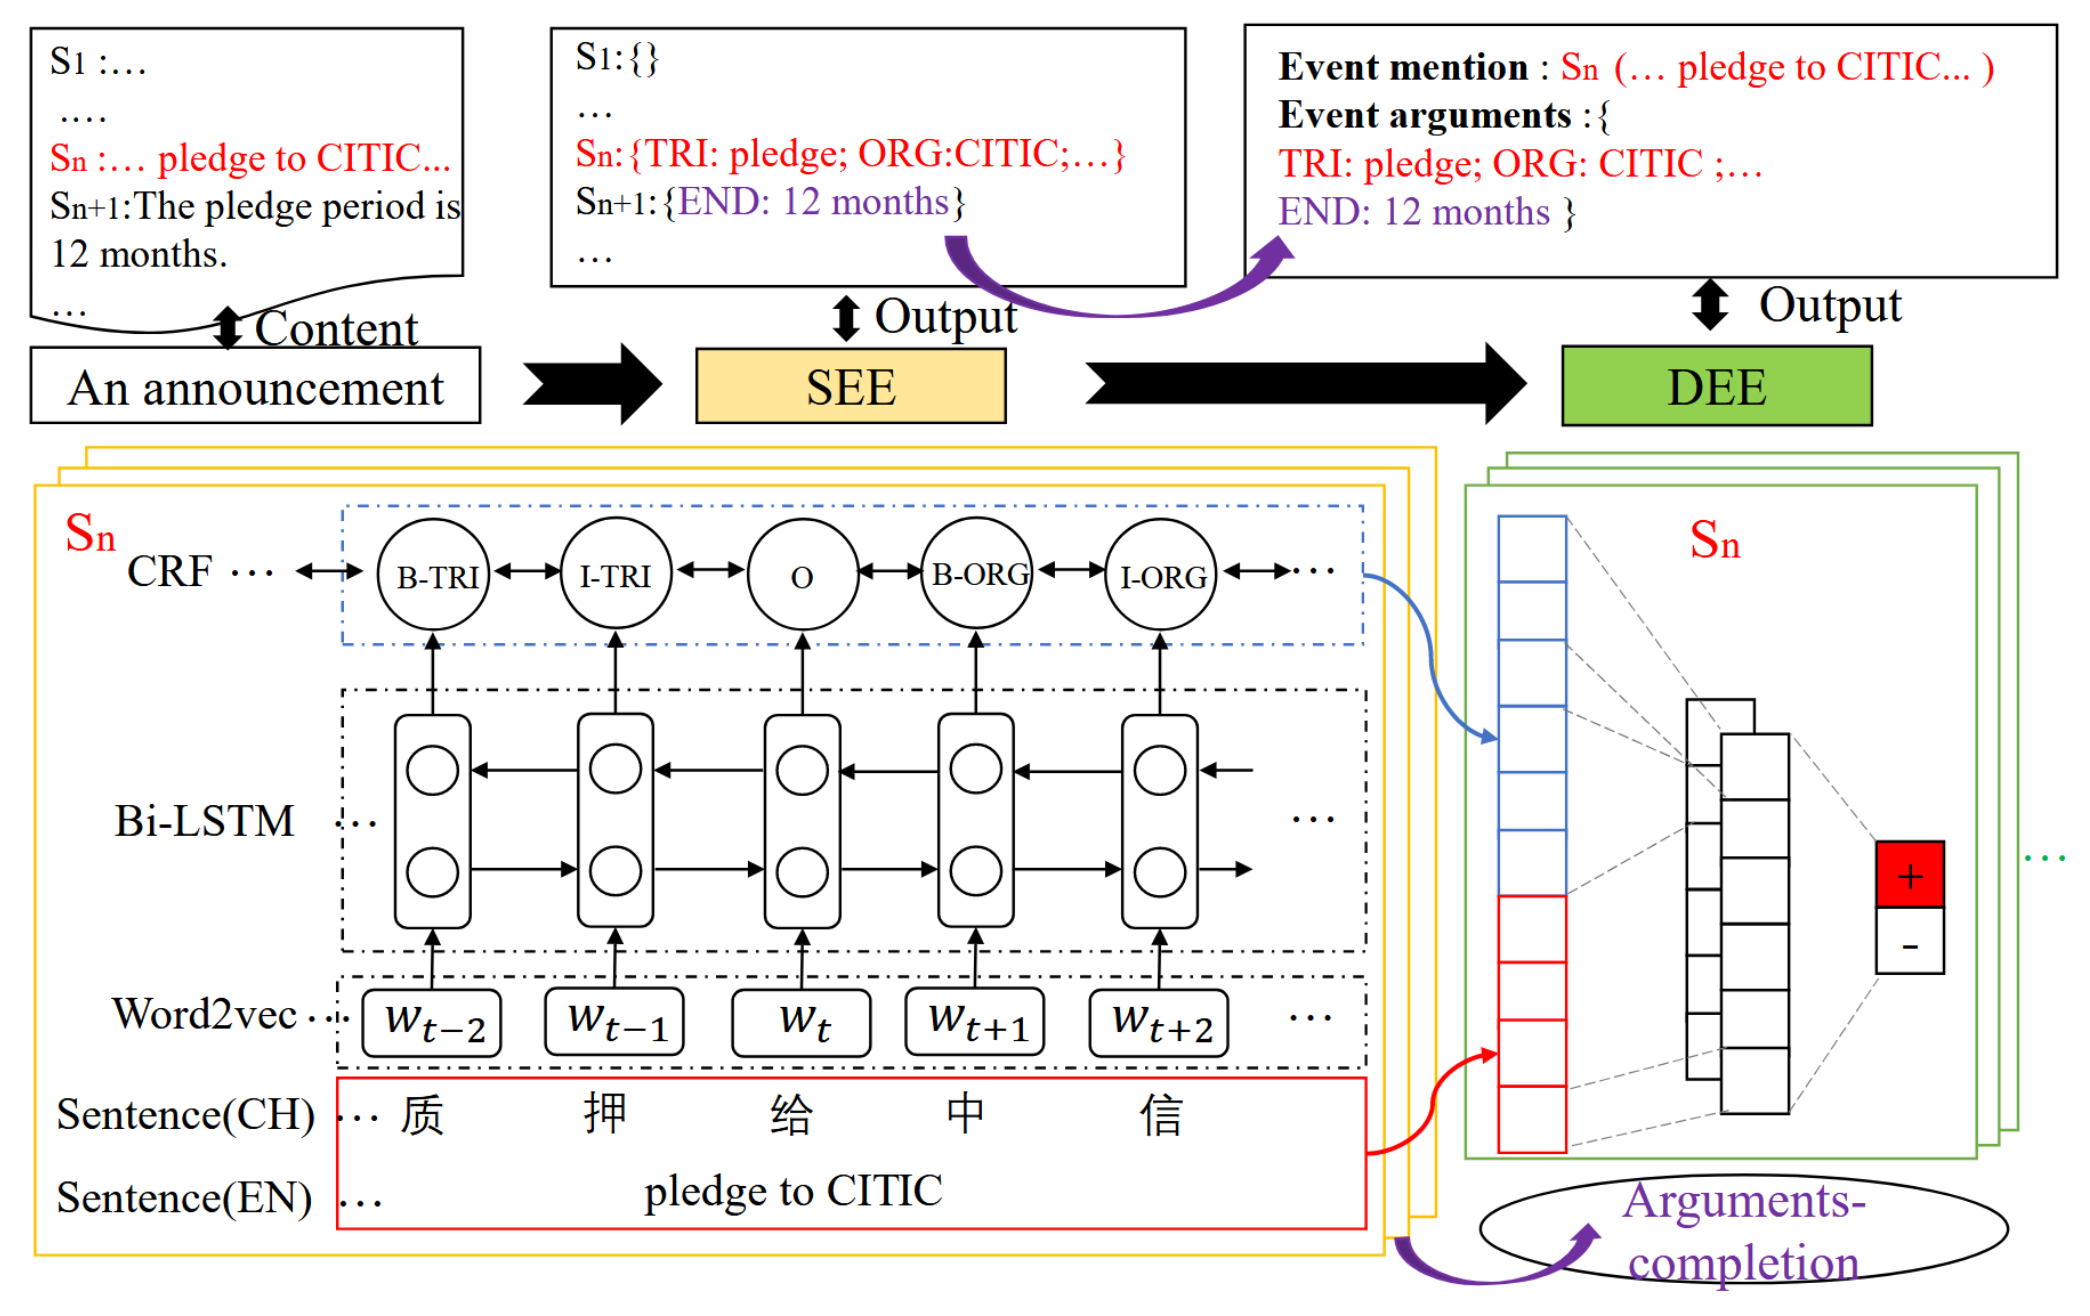 S1 :…
….
Sn :… pledge to CITIC...
Sn+1:The pledge period is
12 months.
…
Content
An announcement
S1:{}
…
Sn:{TRI: pledge; ORG:CITIC;…}
Sn+1:{END: 12 months}
…
Output
SEE
Event mention : Sn (… pledge to CITIC... )
Event arguments :{
TRI: pledge; ORG: CITIC ;…
END: 12 months }
Output
DEE
Sn
CRF … B-TRI I-TRI O B-ORG I-ORG …
Bi-LSTM … …
Word2vec … wt−2 wt−1 wt wt+1 wt+2 …
Sentence(CH) … 质 押 给 中 信
Sentence(EN) … pledge to CITIC
Sn
+
-
…
Arguments-
completion